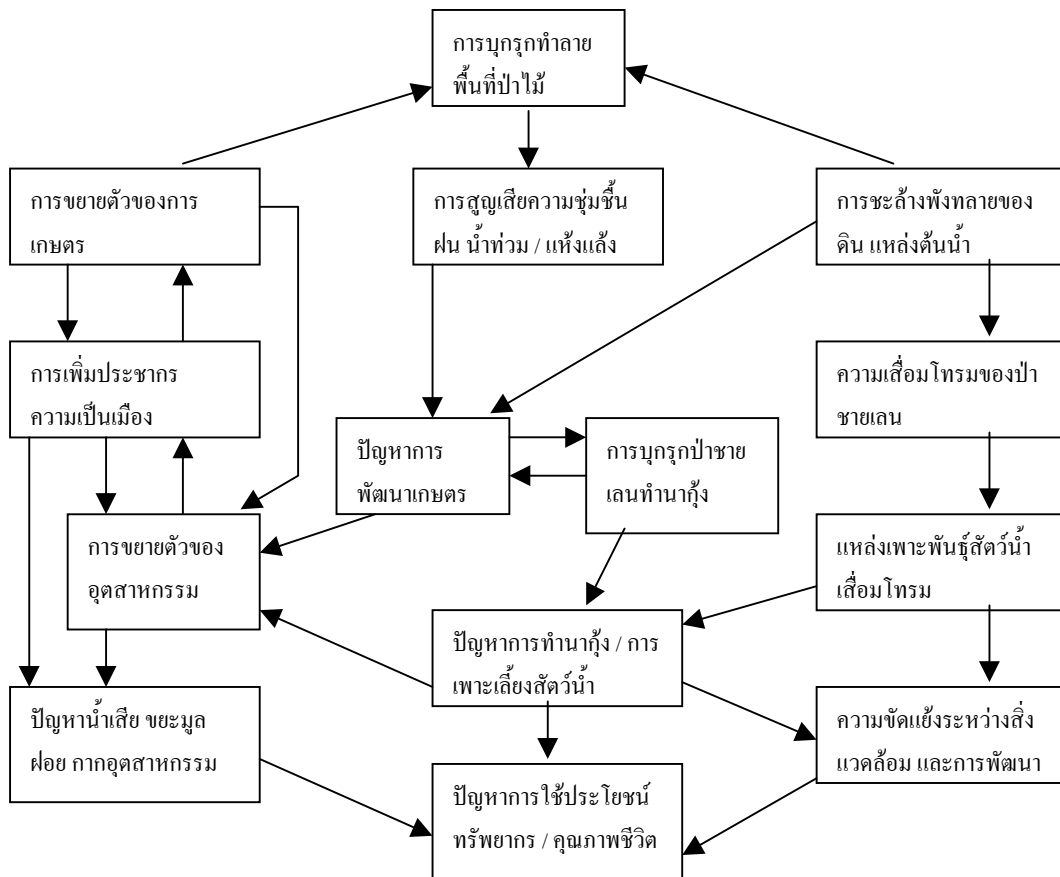 การบุกรุกทำลาย
พื้นที่ป่าไม้
การขยายตัวของการ
เกษตร
การสูญเสียความชุ่มชื้น
ฝน น้ำท่วม / แห้งแล้ง
การชะล้างพังทลายของ
ดิน แหล่งต้นน้ำ
การเพิ่มประชากร
ความเป็นเมือง
ความเสื่อมโทรมของป่า
ชายเลน
ปัญหาการ
พัฒนาเกษตร
การบุกรุกป่าชาย
เลนทำนากุ้ง
การขยายตัวของ
อุตสาหกรรม
แหล่งเพาะพันธุ์สัตว์น้ำ
เสื่อมโทรม
ปัญหาการทำนากุ้ง / การ
เพาะเลี้ยงสัตว์น้ำ
ปัญหาน้ำเสีย ขยะมูล
ฝอย กากอุตสาหกรรม
ความขัดแย้งระหว่างสิ่ง
แวดล้อม และการพัฒนา
ปัญหาการใช้ประโยชน์
ทรัพยากร / คุณภาพชีวิต